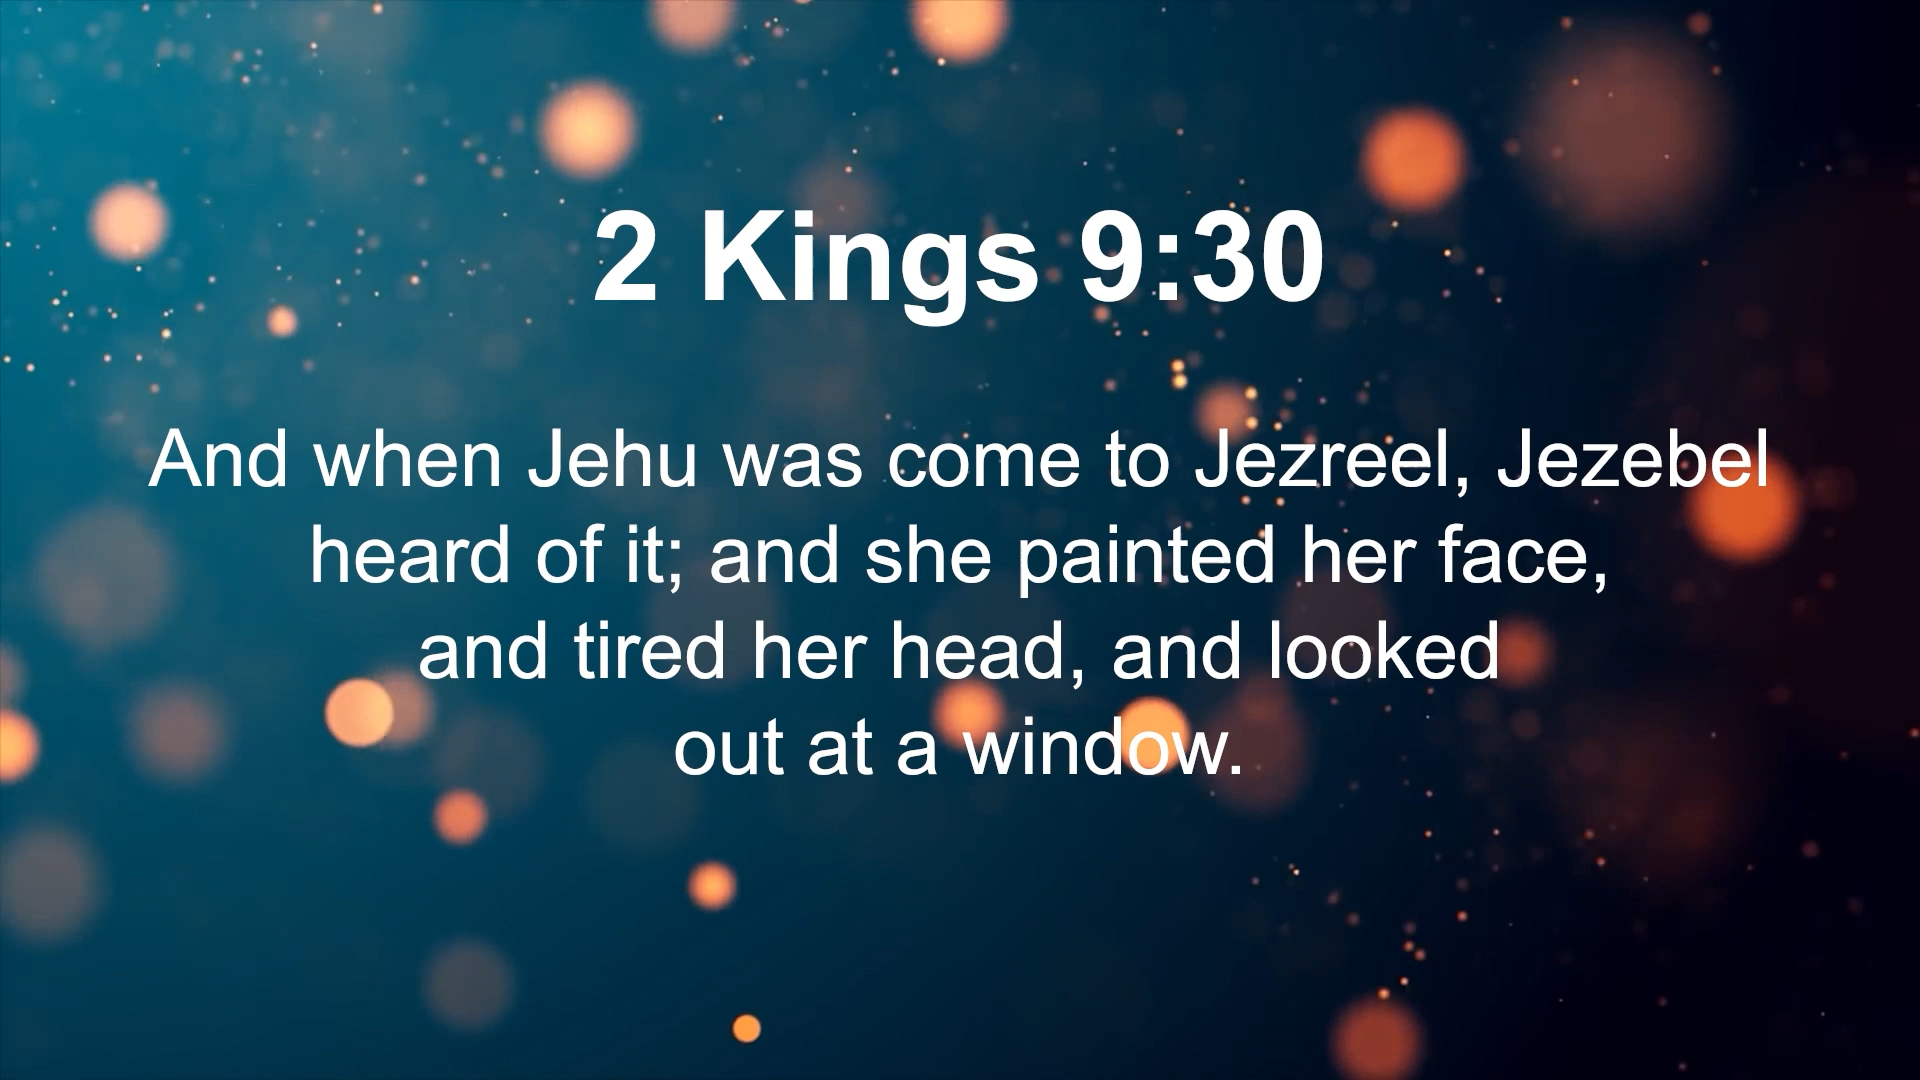 2 Kings 9:30
And when Jehu was come to Jezreel, Jezebel
heard of it; and she painted her face,
and tired her head, and looked
out at a window.